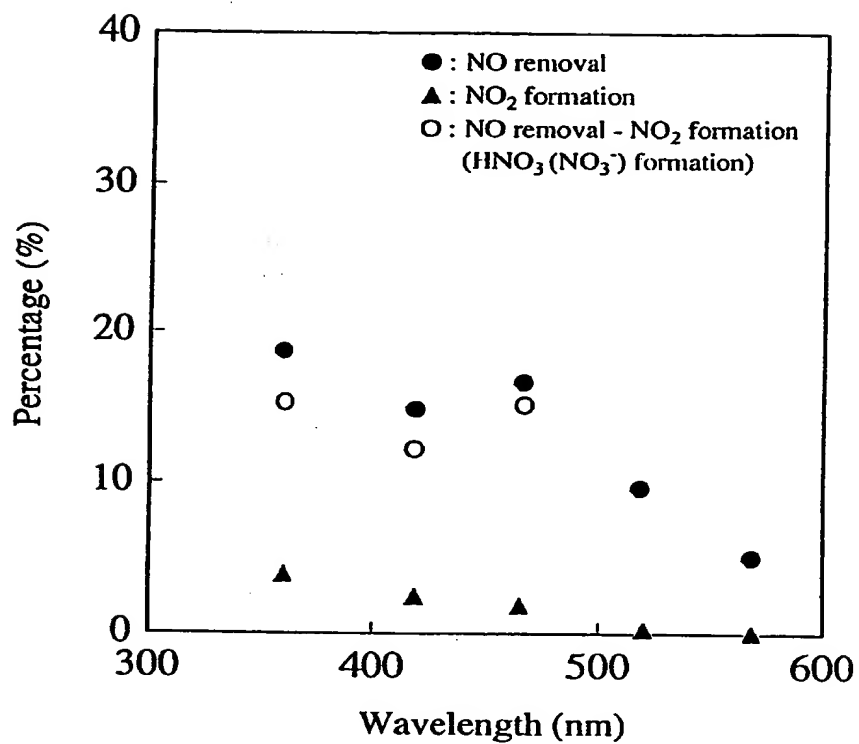 40
30
20
10
0
300
400
500
600
Percentage (%)
Wavelength (nm)
● : NO removal
▲ : NO₂ formation
○ : NO removal - NO₂ formation
(HNO₃ (NO₃⁻) formation)